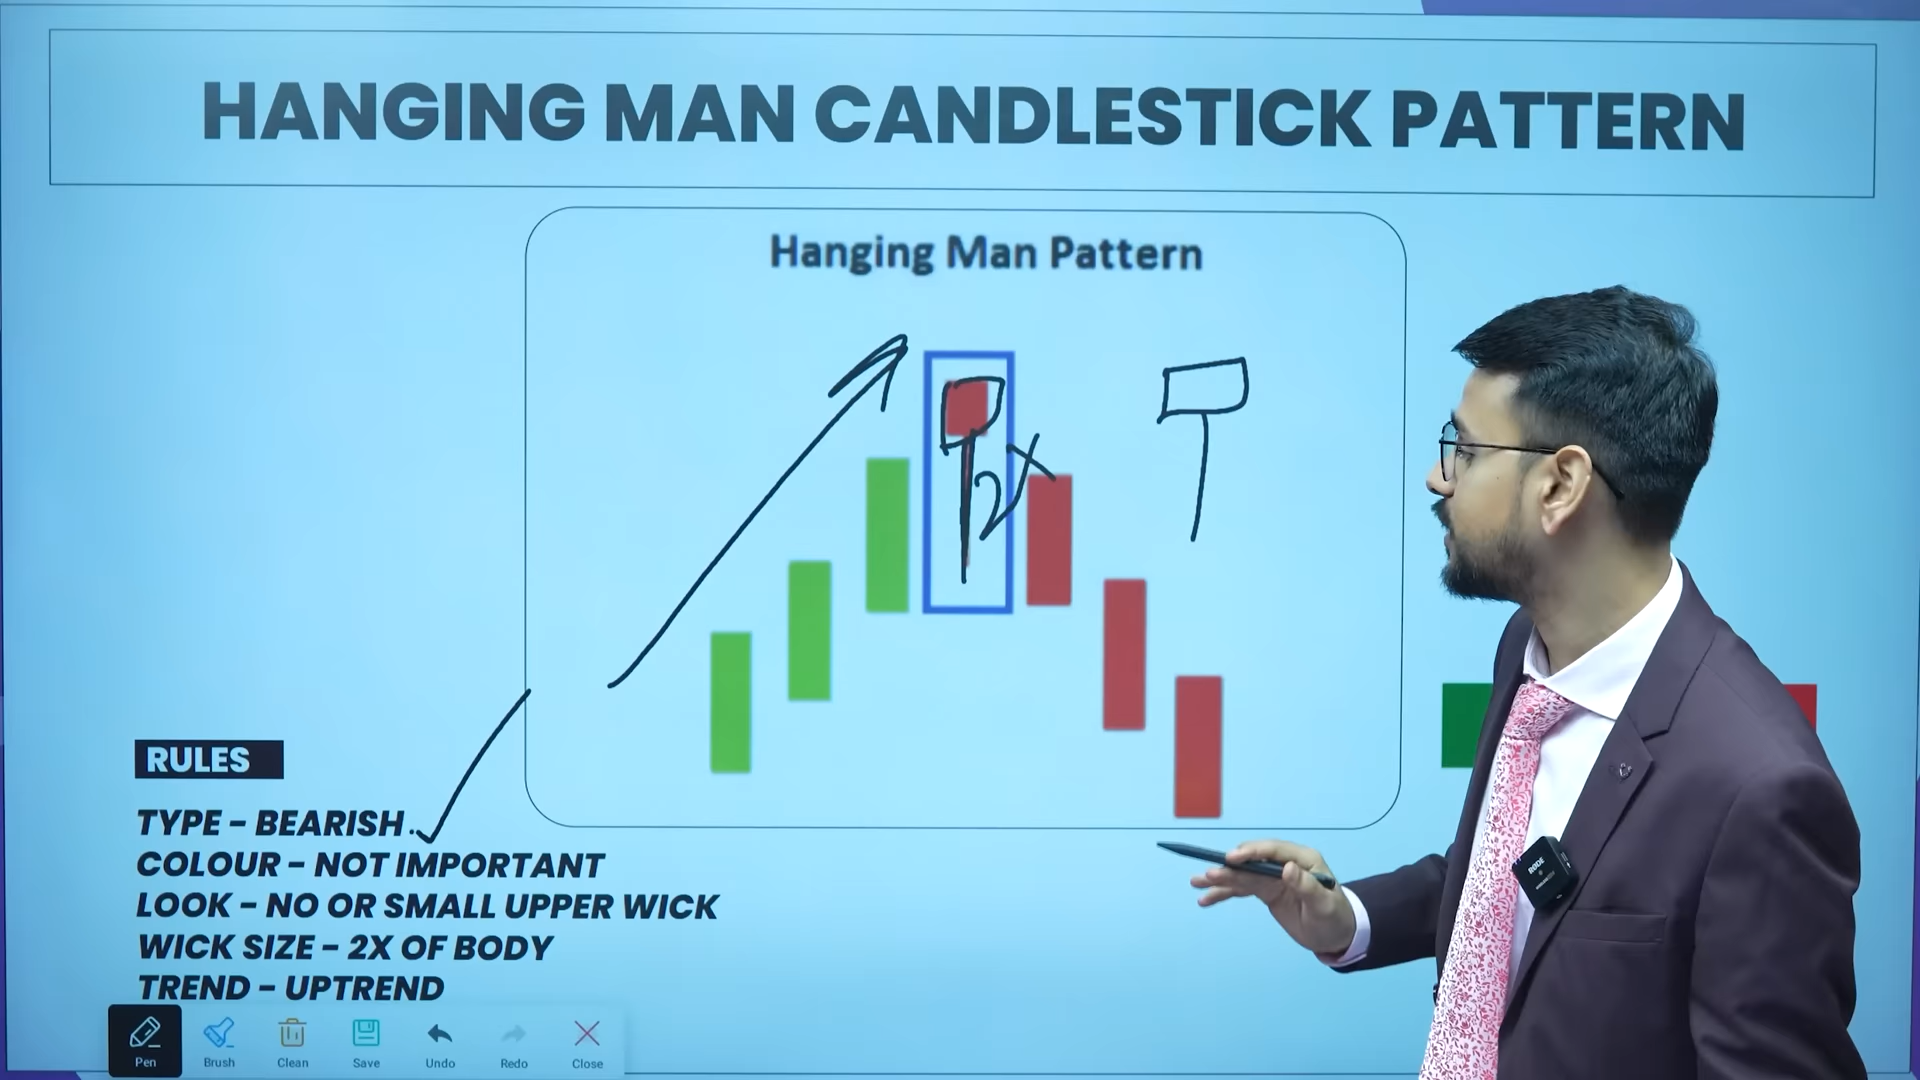 HANGING MAN CANDLESTICK PATTERN
Hanging Man Pattern
2x
RULES
TYPE - BEARISH.
COLOUR - NOT IMPORTANT
LOOK - NO OR SMALL UPPER WICK
WICK SIZE - 2X OF BODY
TREND - UPTREND
Pen Brush Clean Save Undo Redo Close
RODE